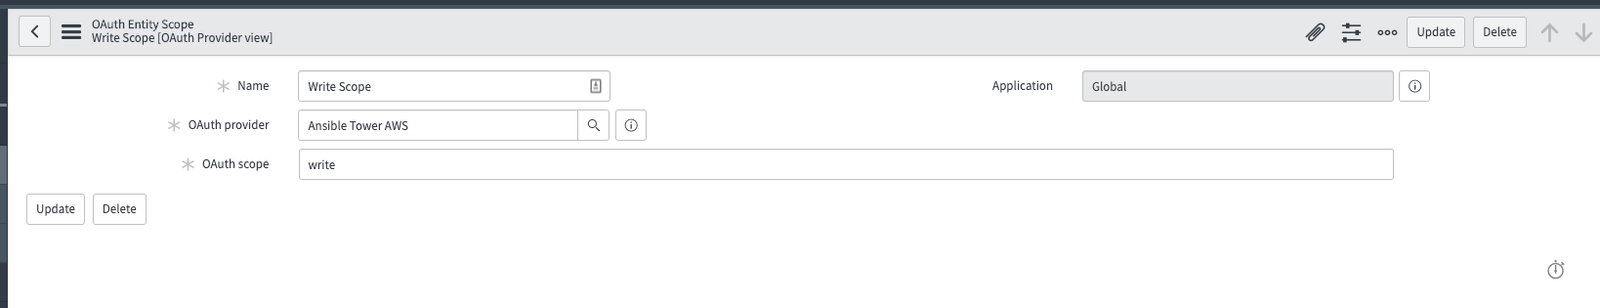 OAuth Entity Scope
Write Scope [OAuth Provider view]
Update
Delete
Name
Write Scope
Application
Global
OAuth provider
Ansible Tower AWS
OAuth scope
write
Update
Delete